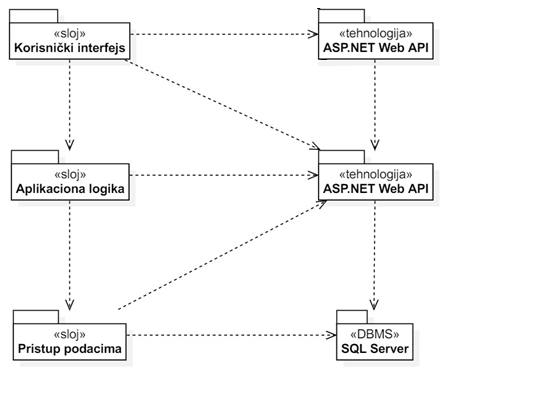 «sloj»
Korisnički interfejs
«tehnologija»
ASP.NET Web API
«sloj»
Aplikaciona logika
«tehnologija»
ASP.NET Web API
«sloj»
Pristup podacima
«DBMS»
SQL Server